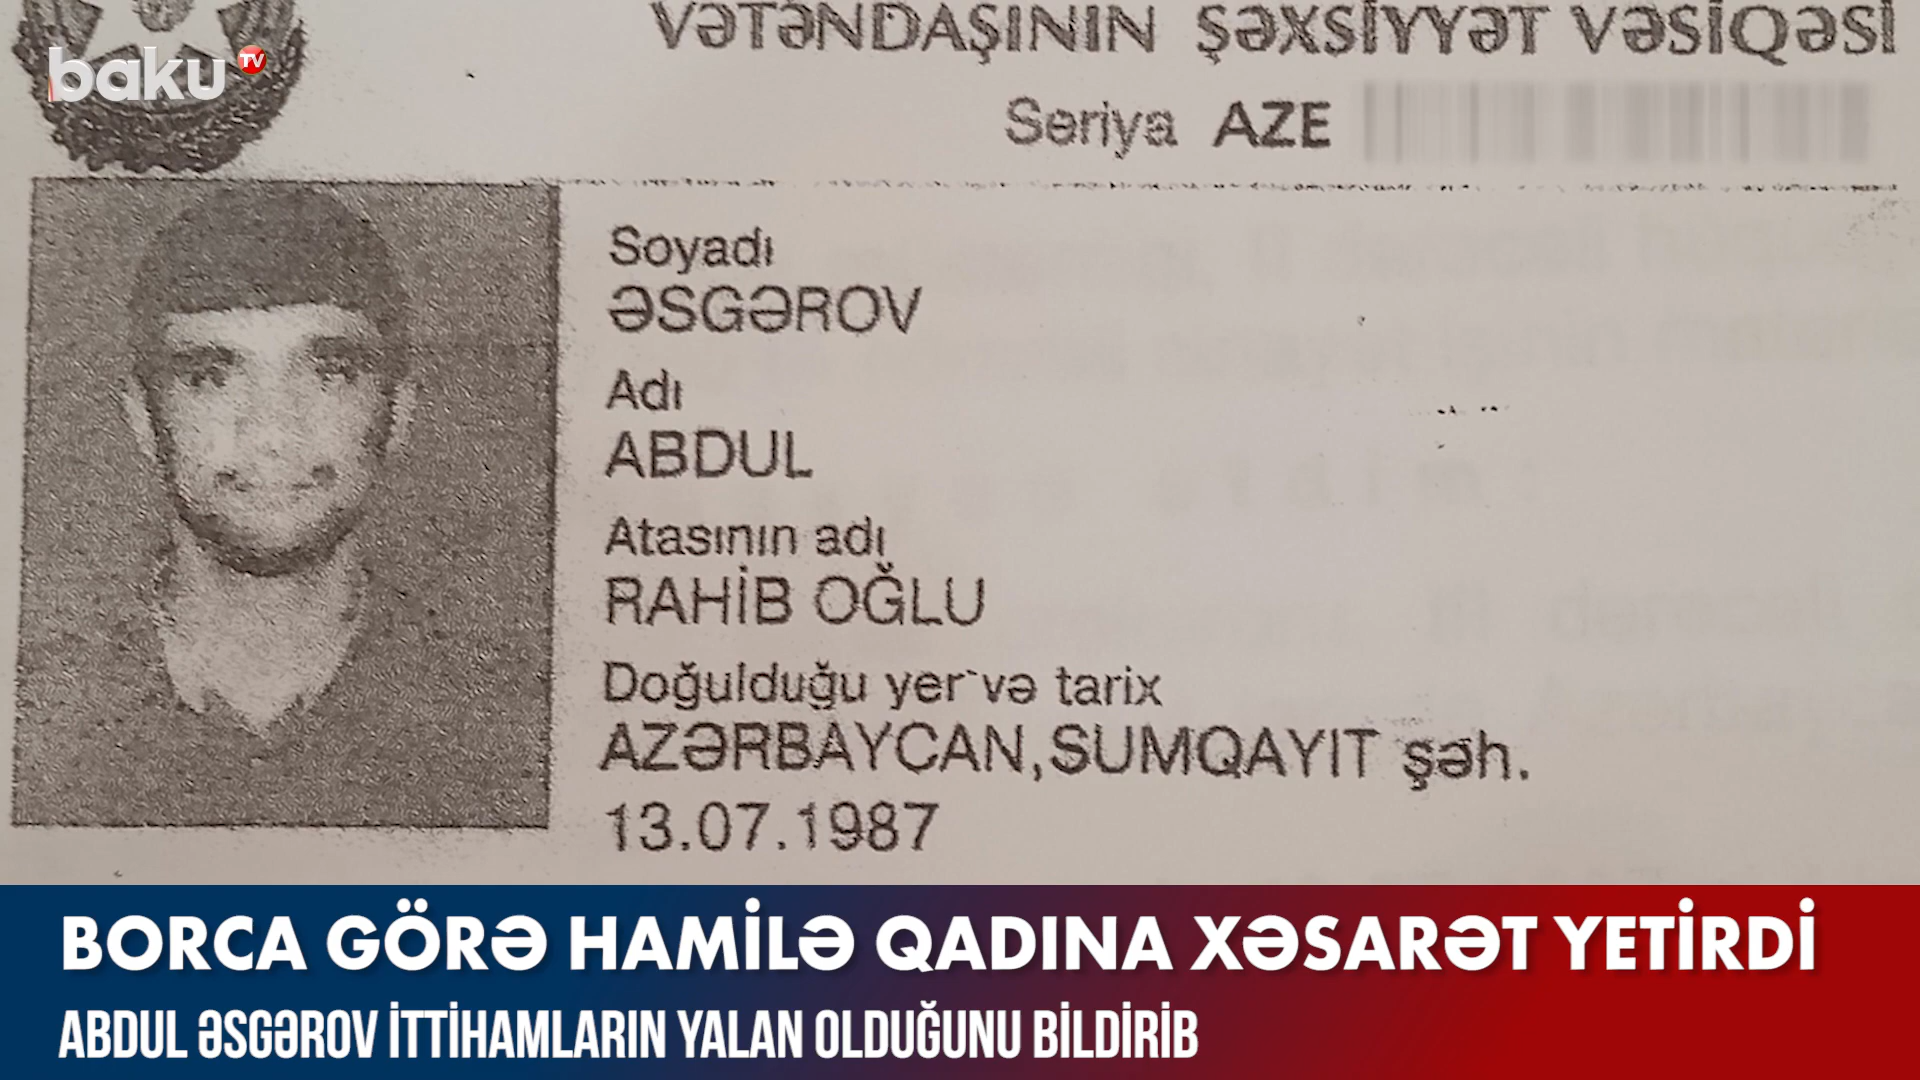 baku TV
VƏTƏNDAŞININ ŞƏXSİYYƏT VƏSİQƏSİ
Seriya AZE
Soyadı
ƏSGƏROV
Adı
ABDUL
Atasının adı
RAHİB OĞLU
Doğulduğu yer və tarix
AZƏRBAYCAN,SUMQAYIT şəh.
13.07.1987
BORCA GÖRƏ HAMİLƏ QADINA XƏSARƏT YETİRDİ
ABDUL ƏSGƏROV İTTİHAMLARIN YALAN OLDUĞUNU BİLDİRİB